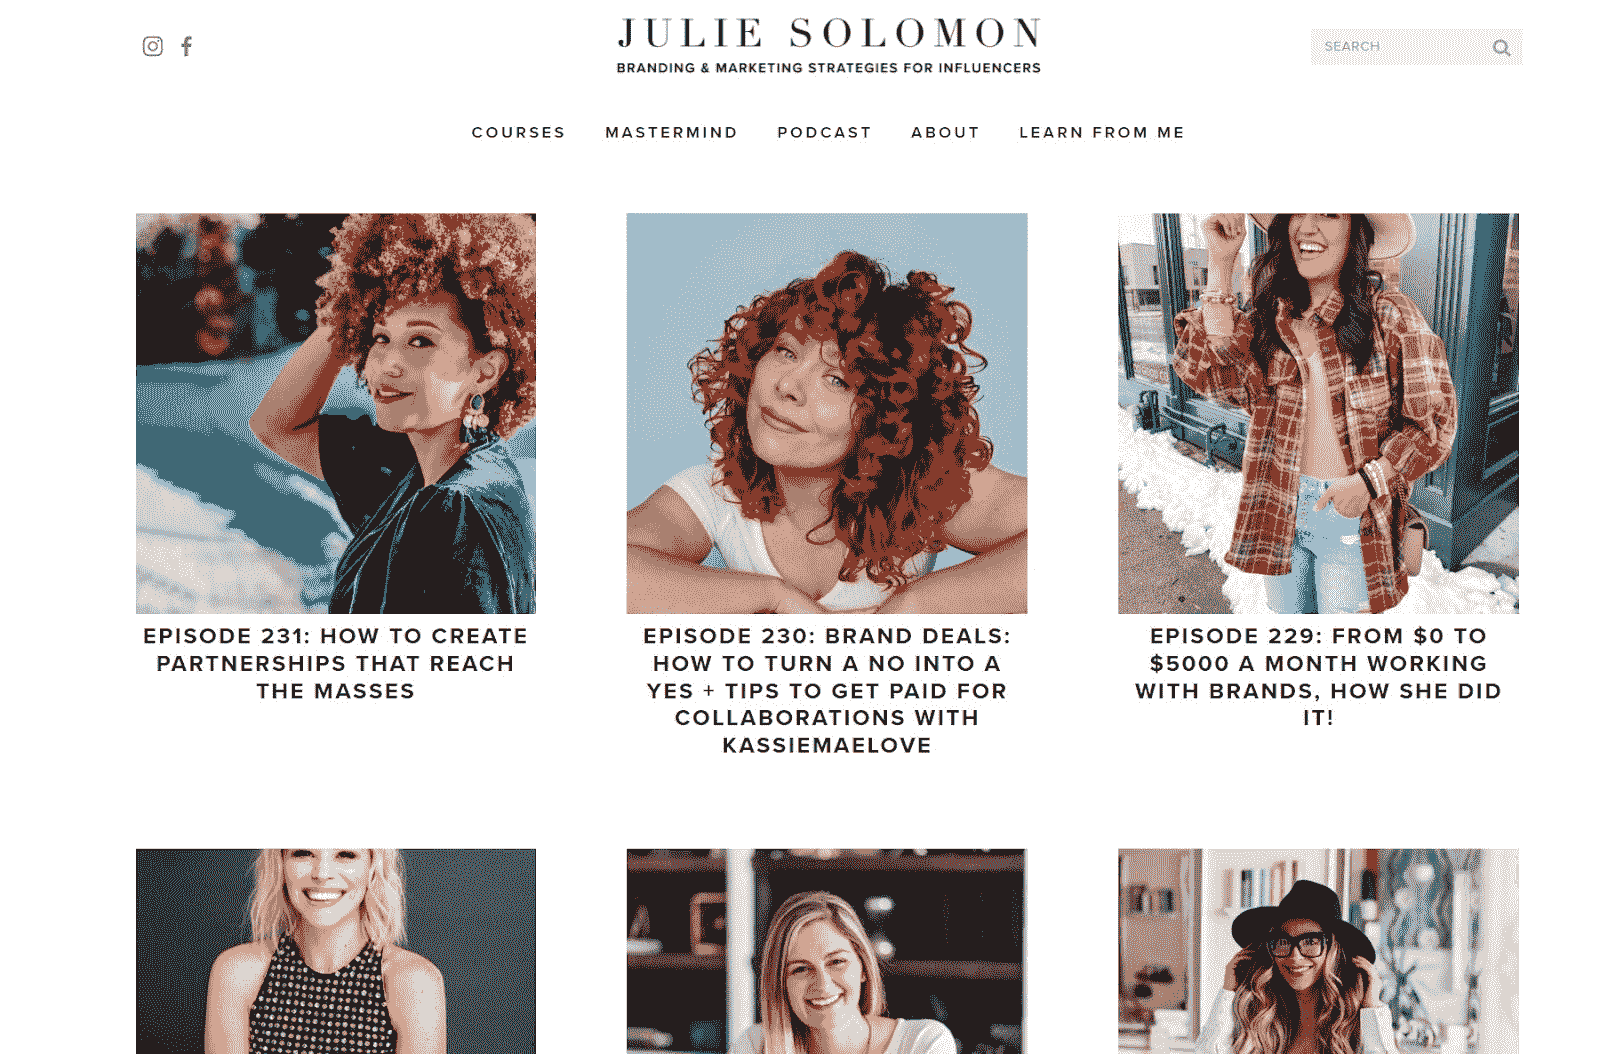 JULIE SOLOMON
BRANDING & MARKETING STRATEGIES FOR INFLUENCERS
SEARCH
COURSES MASTERMIND PODCAST ABOUT LEARN FROM ME
EPISODE 231: HOW TO CREATE
PARTNERSHIPS THAT REACH
THE MASSES
EPISODE 230: BRAND DEALS:
HOW TO TURN A NO INTO A
YES + TIPS TO GET PAID FOR
COLLABORATIONS WITH
KASSIEMAELOVE
EPISODE 229: FROM $0 TO
$5000 A MONTH WORKING
WITH BRANDS, HOW SHE DID
IT!